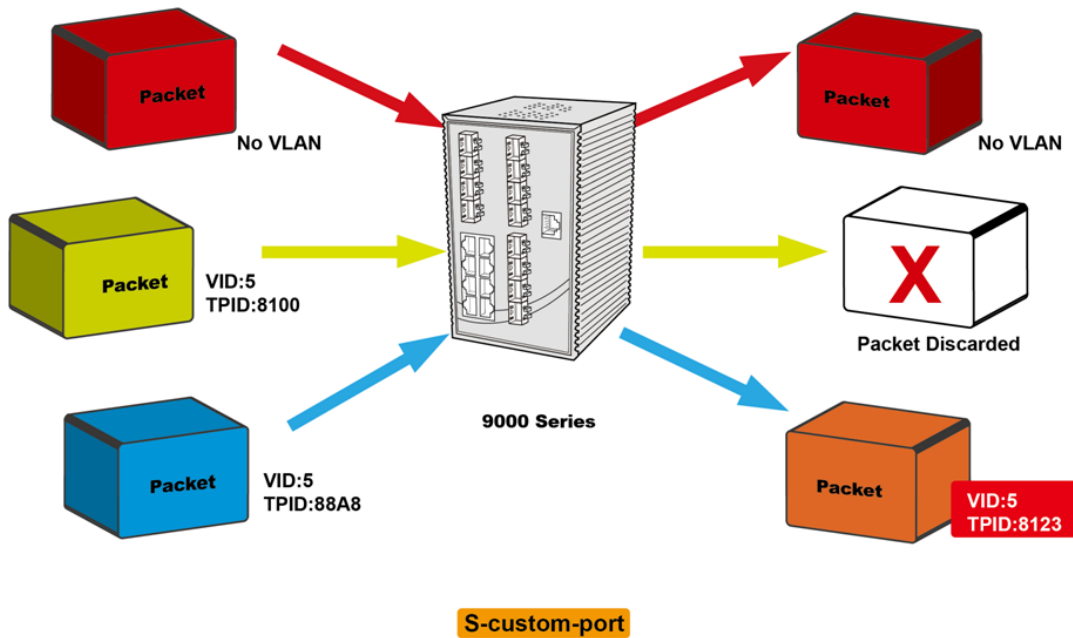 Packet
No VLAN
Packet
No VLAN
Packet
VID:5
TPID:8100
X
Packet Discarded
9000 Series
Packet
VID:5
TPID:88A8
Packet
VID:5
TPID:8123
S-custom-port